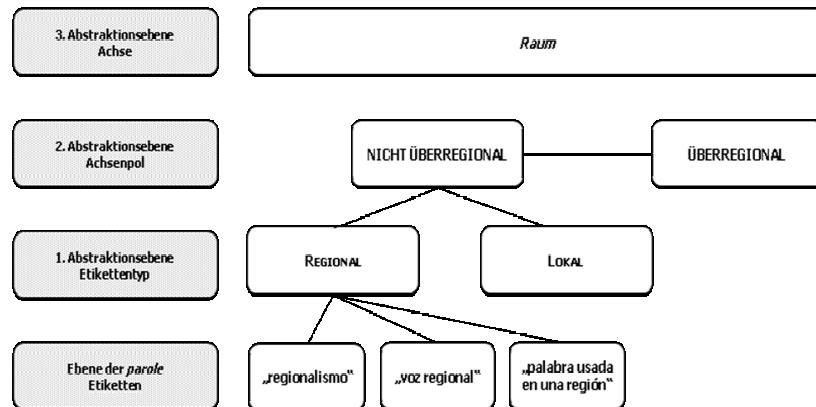 3. Abstraktionsebene
Achse
Raum
2. Abstraktionsebene
Achsenpol
NICHT ÜBERREGIONAL
ÜBERREGIONAL
1. Abstraktionsebene
Etikettentyp
REGIONAL
LOKAL
Ebene der parole
Etiketten
„regionalismo“
„voz regional“
„palabra usada
en una región“